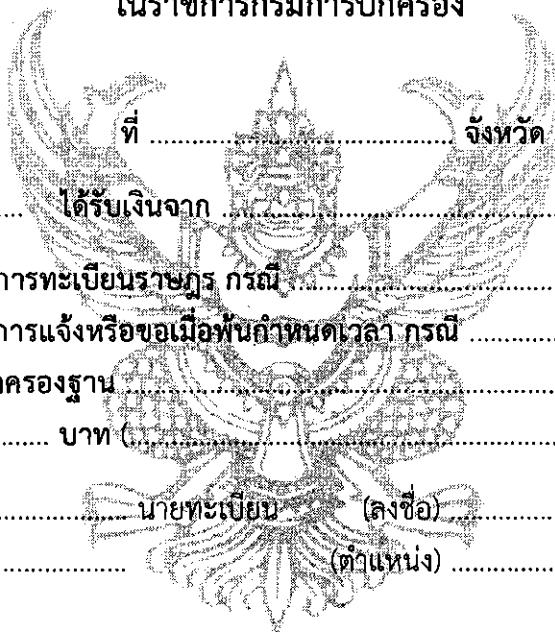 ในราชการกรมการปกครอง
ที่ .................................................. จังหวัด
.... ได้รับเงินจาก ..................................................
การทะเบียนราษฎร กรณี ..................................................
การแจ้งหรือขอเมื่อพ้นกำหนดเวลา กรณี ..............
ครองฐาน ..................................................
........ บาท (..................................................
.................... นายทะเบียน (ลงชื่อ) ..............
.................... (ตำแหน่ง) ................